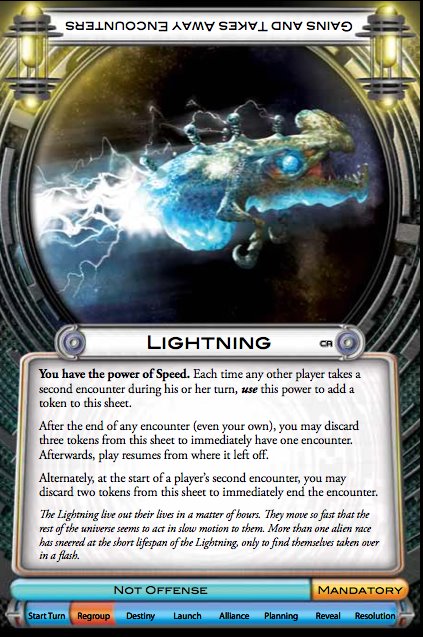 GAINS AND TAKES AWAY ENCOUNTERS
LIGHTNING
CA
You have the power of Speed. Each time any other player takes a
second encounter during his or her turn, use this power to add a
token to this sheet.
After the end of any encounter (even your own), you may discard
three tokens from this sheet to immediately have one encounter.
Afterwards, play resumes from where it left off.
Alternately, at the start of a player's second encounter, you may
discard two tokens from this sheet to immediately end the encounter.
The Lightning live out their lives in a matter of hours. They move so fast that the
rest of the universe seems to act in slow motion to them. More than one alien race
has sneered at the short lifespan of the Lightning, only to find themselves taken over
in a flash.
NOT OFFENSE MANDATORY
Start Turn Regroup Destiny Launch Alliance Planning Reveal Resolution